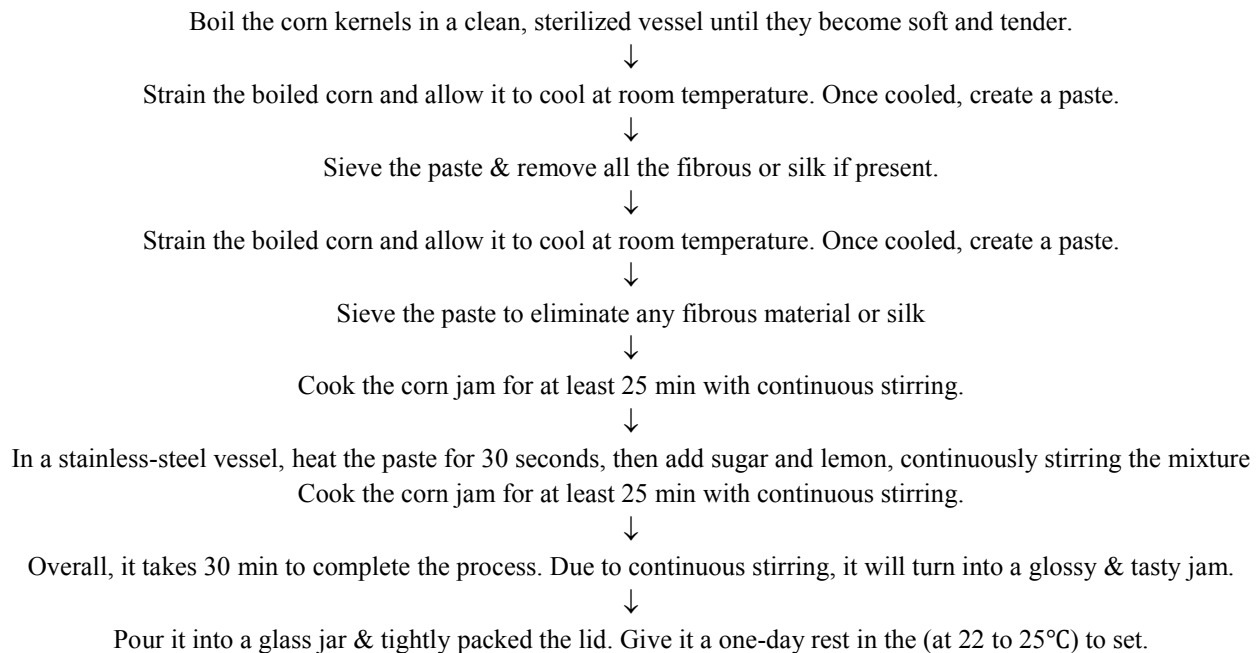 Boil the corn kernels in a clean, sterilized vessel until they become soft and tender.
↓
Strain the boiled corn and allow it to cool at room temperature. Once cooled, create a paste.
↓
Sieve the paste & remove all the fibrous or silk if present.
↓
Strain the boiled corn and allow it to cool at room temperature. Once cooled, create a paste.
↓
Sieve the paste to eliminate any fibrous material or silk
↓
Cook the corn jam for at least 25 min with continuous stirring.
↓
In a stainless-steel vessel, heat the paste for 30 seconds, then add sugar and lemon, continuously stirring the mixture
Cook the corn jam for at least 25 min with continuous stirring.
↓
Overall, it takes 30 min to complete the process. Due to continuous stirring, it will turn into a glossy & tasty jam.
↓
Pour it into a glass jar & tightly packed the lid. Give it a one-day rest in the (at 22 to 25℃) to set.